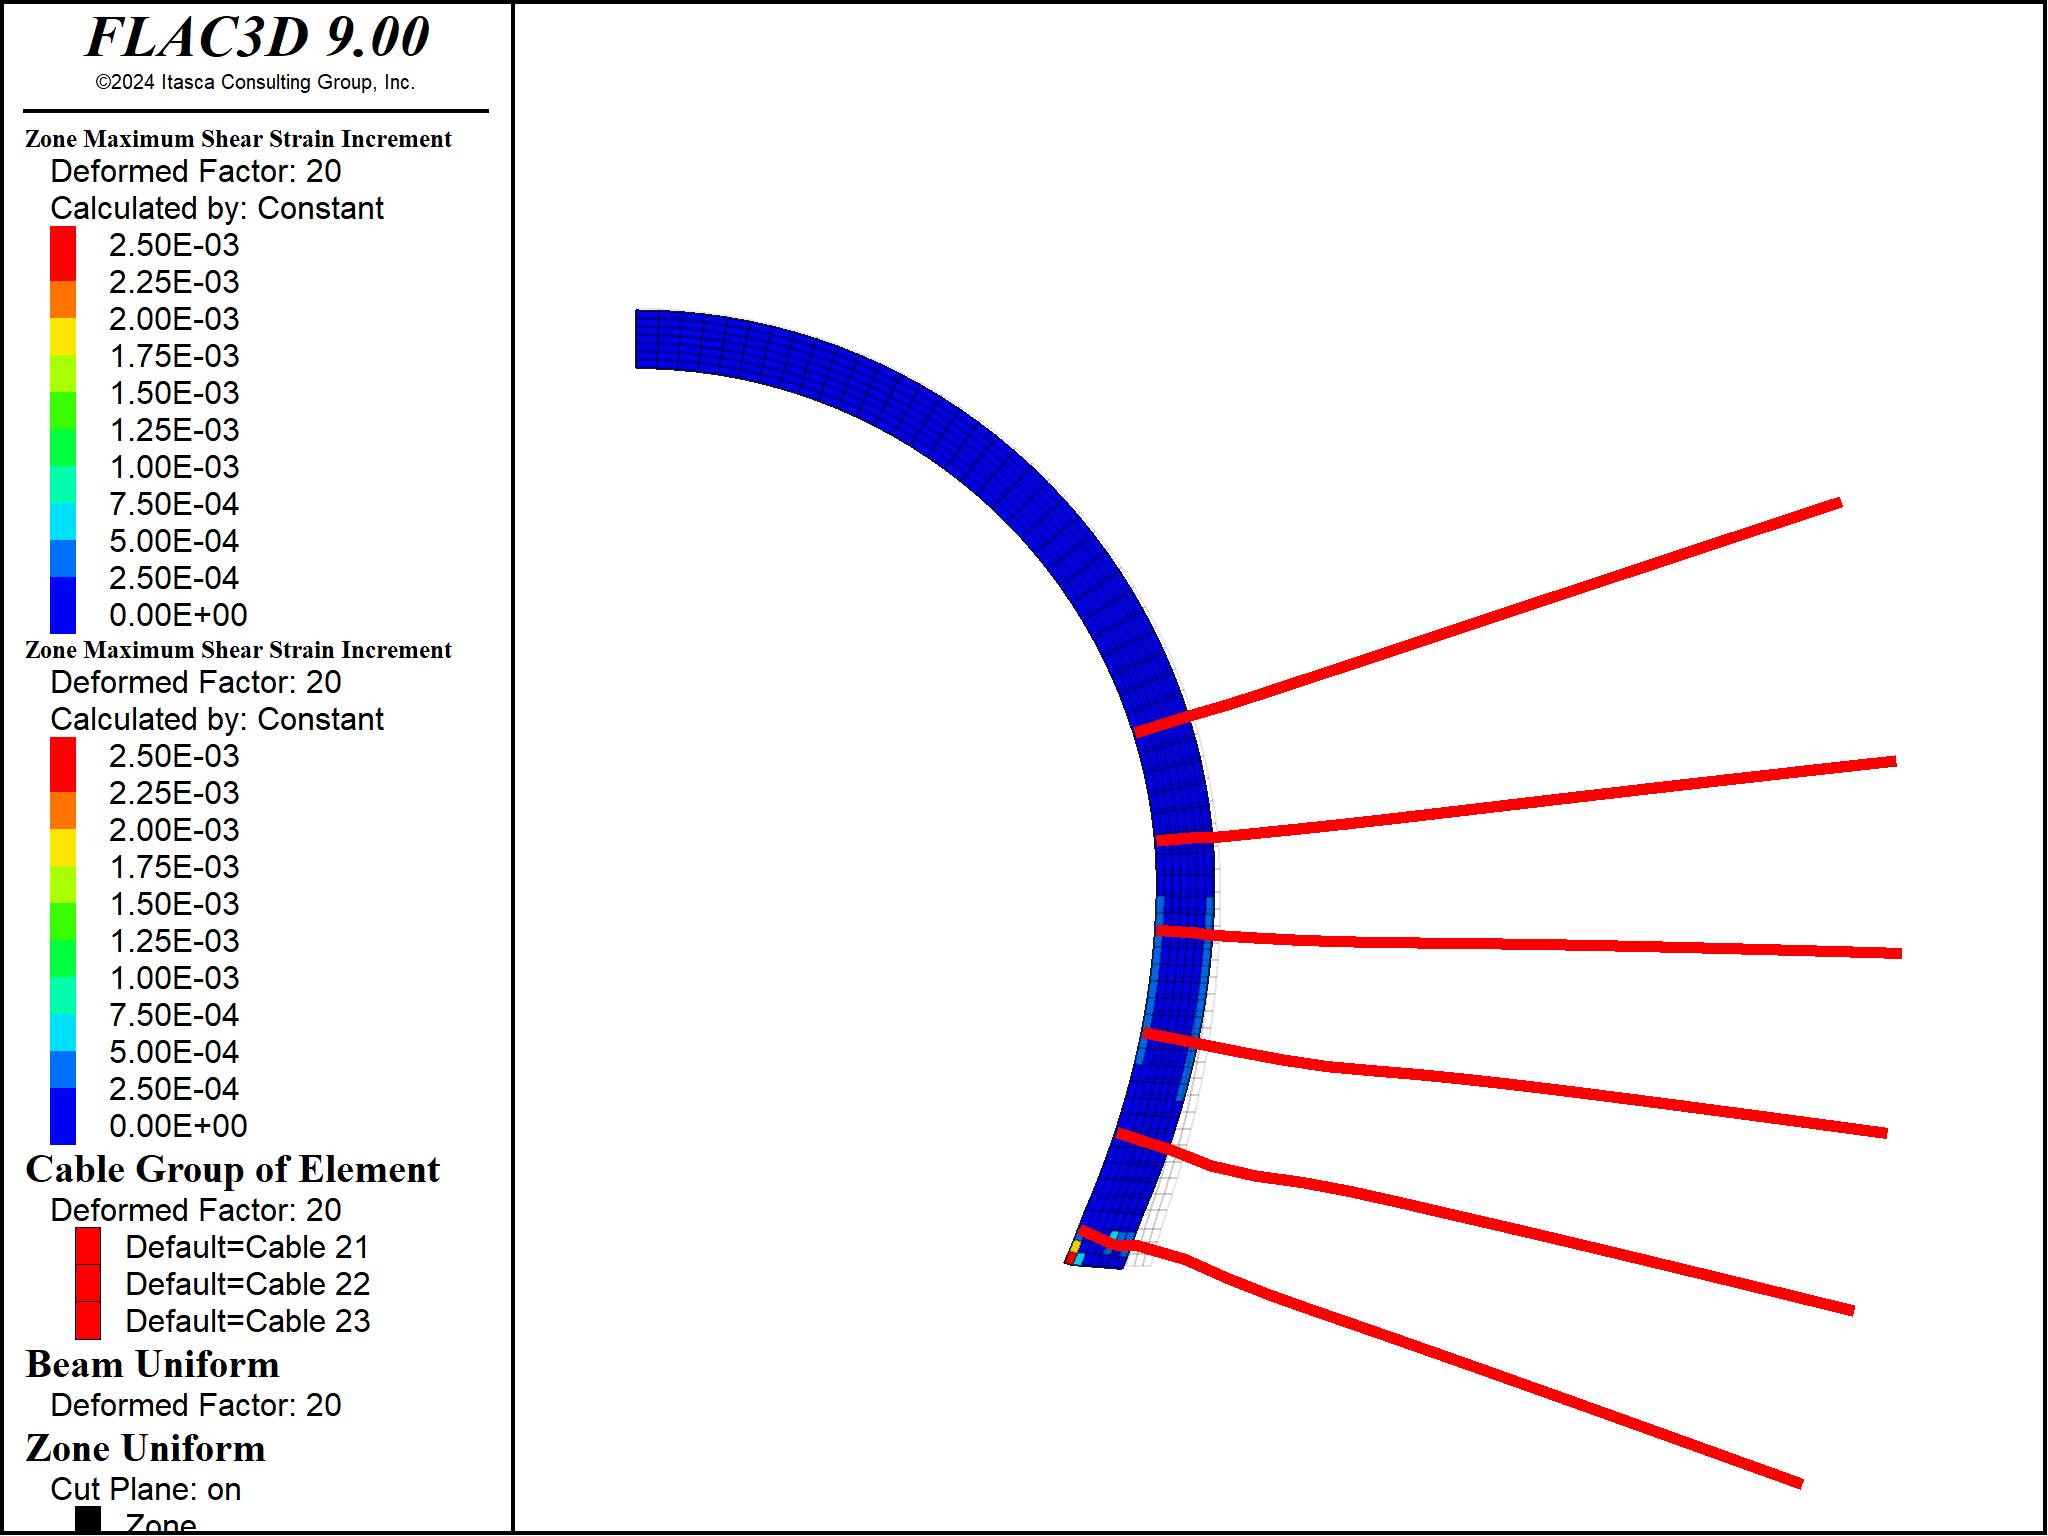 FLAC3D 9.00
©2024 Itasca Consulting Group, Inc.
Zone Maximum Shear Strain Increment
Deformed Factor: 20
Calculated by: Constant
2.50E-03
2.25E-03
2.00E-03
1.75E-03
1.50E-03
1.25E-03
1.00E-03
7.50E-04
5.00E-04
2.50E-04
0.00E+00
Zone Maximum Shear Strain Increment
Deformed Factor: 20
Calculated by: Constant
2.50E-03
2.25E-03
2.00E-03
1.75E-03
1.50E-03
1.25E-03
1.00E-03
7.50E-04
5.00E-04
2.50E-04
0.00E+00
Cable Group of Element
Deformed Factor: 20
Default=Cable 21
Default=Cable 22
Default=Cable 23
Beam Uniform
Deformed Factor: 20
Zone Uniform
Cut Plane: on
Zone